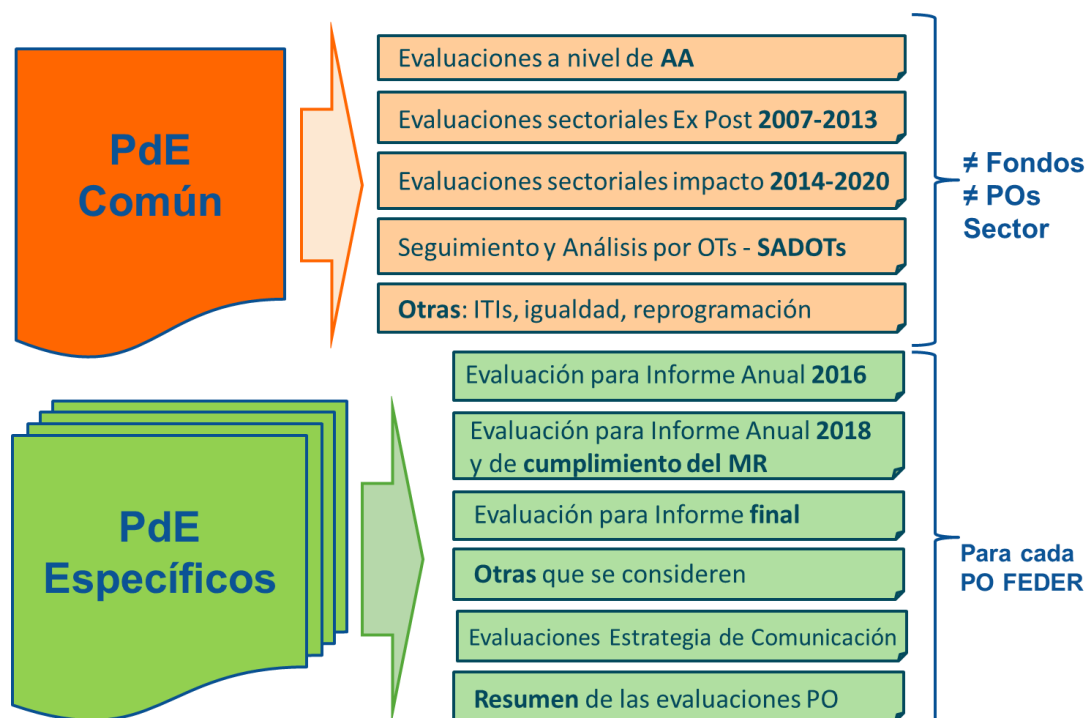 PdE
Común
Evaluaciones a nivel de AA
Evaluaciones sectoriales Ex Post 2007-2013
Evaluaciones sectoriales impacto 2014-2020
Seguimiento y Análisis por OTs - SADOTs
Otras: ITIs, igualdad, reprogramación
≠ Fondos
≠ POs
Sector
PdE
Específicos
Evaluación para Informe Anual 2016
Evaluación para Informe Anual 2018
y de cumplimiento del MR
Evaluación para Informe final
Otras que se consideren
Evaluaciones Estrategia de Comunicación
Resumen de las evaluaciones PO
Para cada
PO FEDER